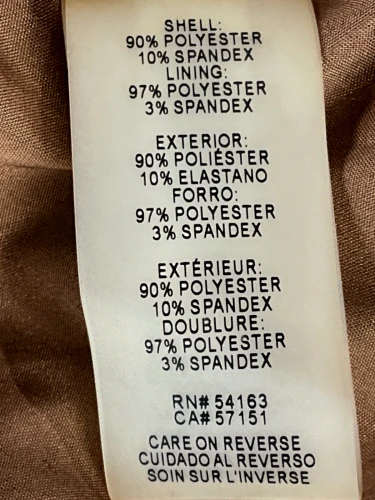 SHELL:
90% POLYESTER
10% SPANDEX
LINING:
97% POLYESTER
3% SPANDEX
EXTERIOR:
90% POLIÉSTER
10% ELASTANO
FORRO:
97% POLYESTER
3% SPANDEX
EXTÉRIEUR:
90% POLYESTER
10% SPANDEX
DOUBLURE:
97% POLYESTER
3% SPANDEX
RN# 54163
CA# 57151
CARE ON REVERSE
CUIDADO AL REVERSO
SOIN SUR L'INVERSE